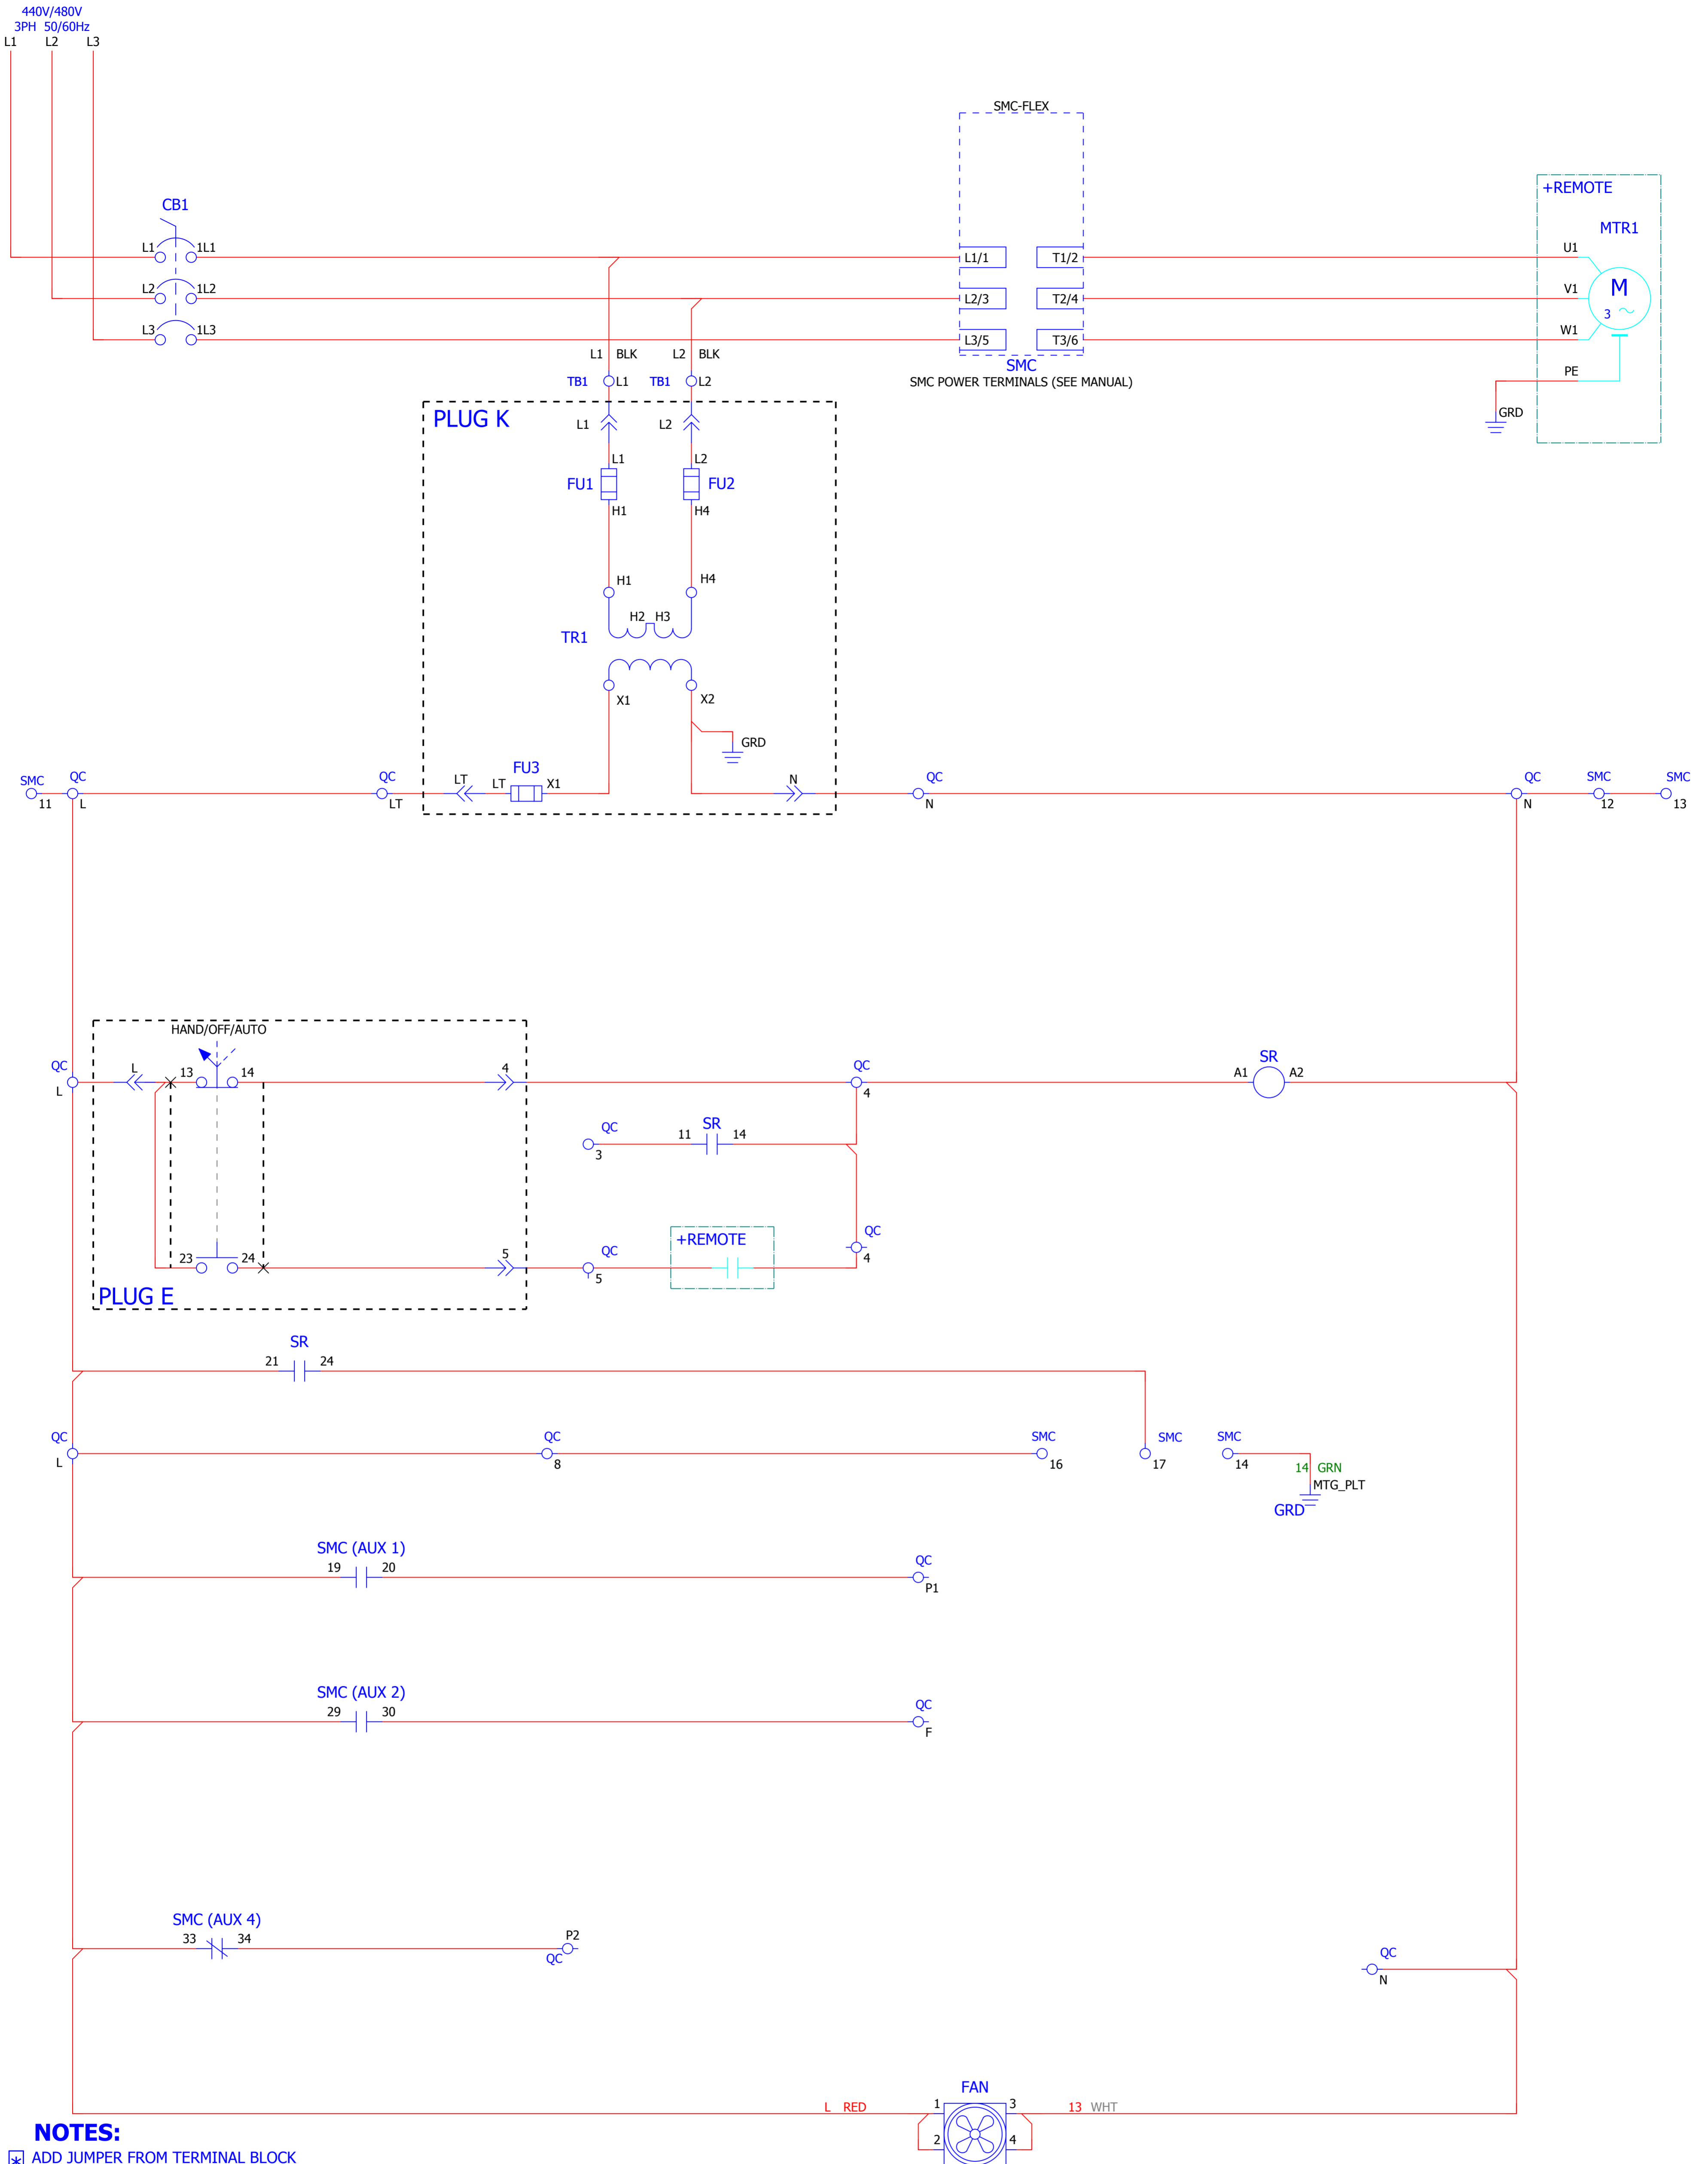 440V/480V
3PH 50/60Hz
L1 L2 L3
SMC-FLEX
+REMOTE
CB1
MTR1
L1 1L1
L1/1 T1/2
U1
L2 1L2
L2/3 T2/4
V1
M
3
L3 1L3
L3/5 T3/6
W1
L1 BLK L2 BLK
SMC
SMC POWER TERMINALS (SEE MANUAL)
PE
TB1 L1 TB1 L2
GRD
PLUG K
L1 L2
L1 L2
FU1 FU2
H1 H4
H1 H4
H2 H3
TR1
X1 X2
GRD
SMC QC QC LT LT FU3 X1 N QC QC SMC SMC
11 L LT N N 12 13
HAND/OFF/AUTO
QC L 13 14 4 QC SR
L 4 A1 A2
QC 11 SR 14
3
QC
23 24 5 QC +REMOTE 4
5
PLUG E
SR
21 24
QC QC SMC SMC SMC
L 8 16 17 14
14 GRN
MTG_PLT
GRD
SMC (AUX 1)
19 20 QC
P1
SMC (AUX 2)
29 30 QC
F
SMC (AUX 4)
33 34 P2
QC
QC
N
FAN
L RED 1 3 13 WHT
2 4
NOTES:
* ADD JUMPER FROM TERMINAL BLOCK